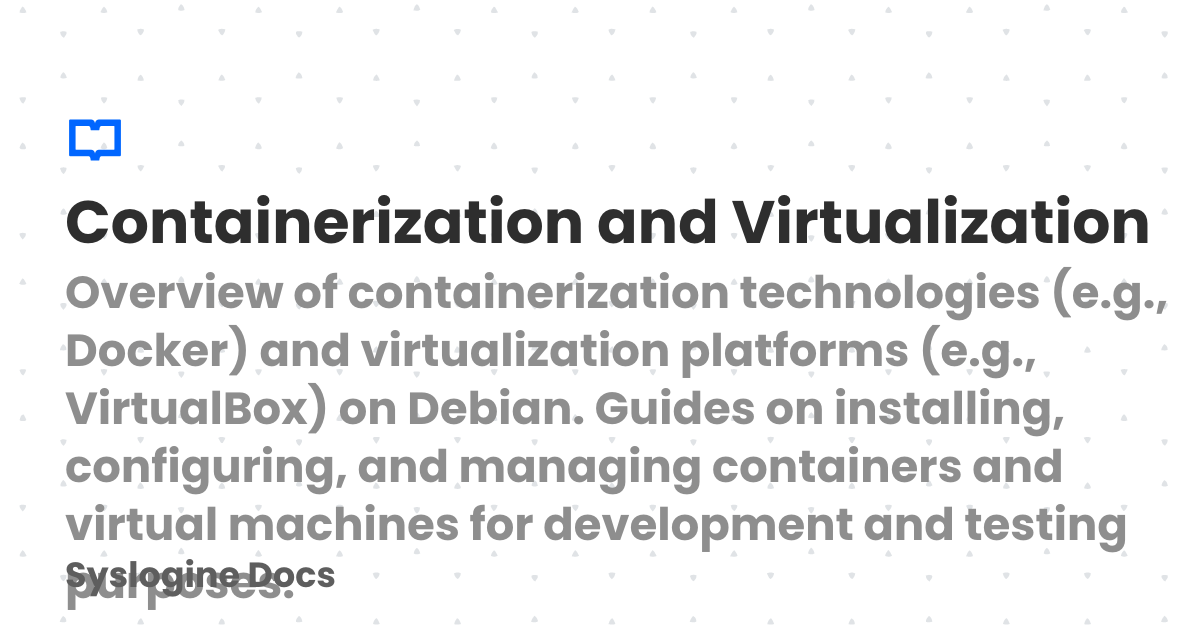 Containerization and Virtualization
Overview of containerization technologies (e.g.,
Docker) and virtualization platforms (e.g.,
VirtualBox) on Debian. Guides on installing,
configuring, and managing containers and
virtual machines for development and testing
purposes.
Syslogine Docs